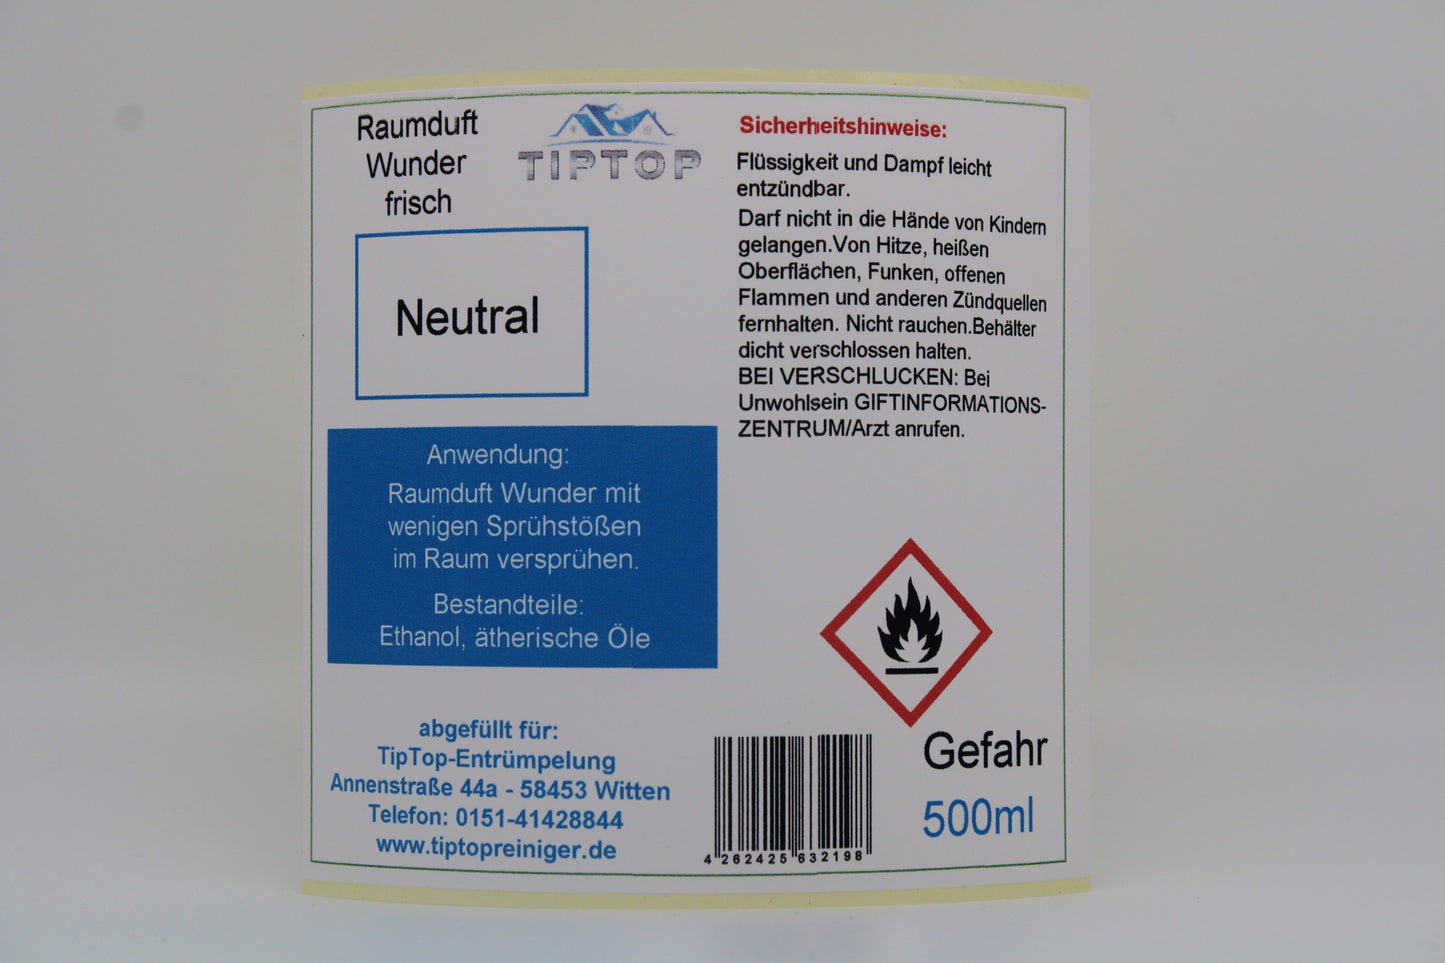 Raumduft
Wunder
frisch
TIPTOP
Neutral
Anwendung:
Raumduft Wunder mit
wenigen Sprühstößen
im Raum versprühen.
Bestandteile:
Ethanol, ätherische Öle
abgefüllt für:
TipTop-Entrümpelung
Annenstraße 44a - 58453 Witten
Telefon: 0151-41428844
www.tiptopreiniger.de
Sicherheitshinweise:
Flüssigkeit und Dampf leicht
entzündbar.
Darf nicht in die Hände von Kindern
gelangen.Von Hitze, heißen
Oberflächen, Funken, offenen
Flammen und anderen Zündquellen
fernhalten. Nicht rauchen.Behälter
dicht verschlossen halten.
BEI VERSCHLUCKEN: Bei
Unwohlsein GIFTINFORMATIONS-
ZENTRUM/Arzt anrufen.
Gefahr
500ml
4 262425 632198